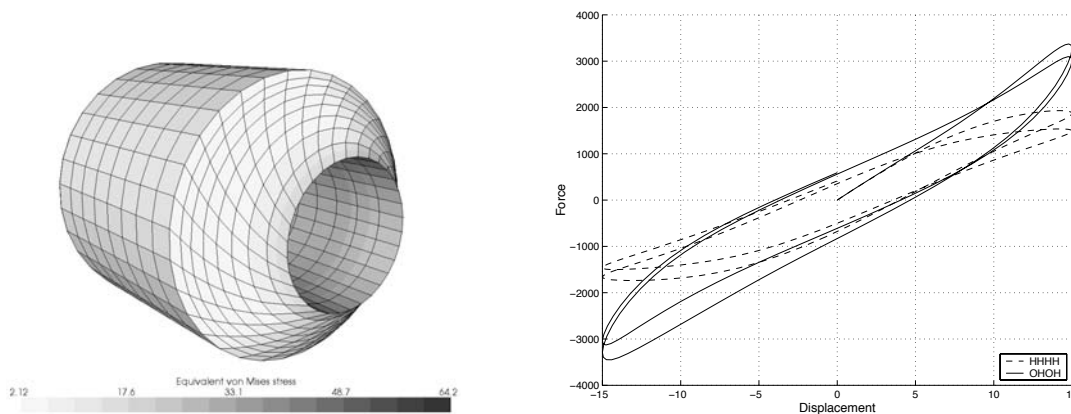 Equivalent von Mises stress
2.12 17.6 33.1 48.7 64.2
4000
3000
2000
1000
0
−1000
−2000
−3000
−4000
Force
−15 −10 −5 0 5 10 15
Displacement
HHHH
OHOH